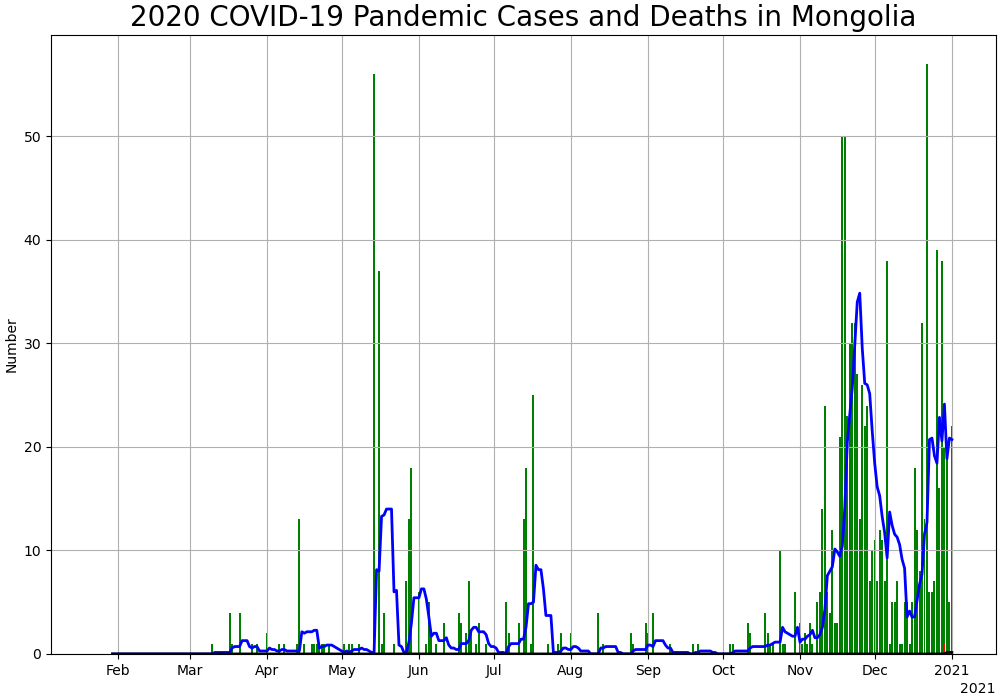 2020 COVID-19 Pandemic Cases and Deaths in Mongolia
Number
50
40
30
20
10
0
Feb Mar Apr May Jun Jul Aug Sep Oct Nov Dec 2021
2021